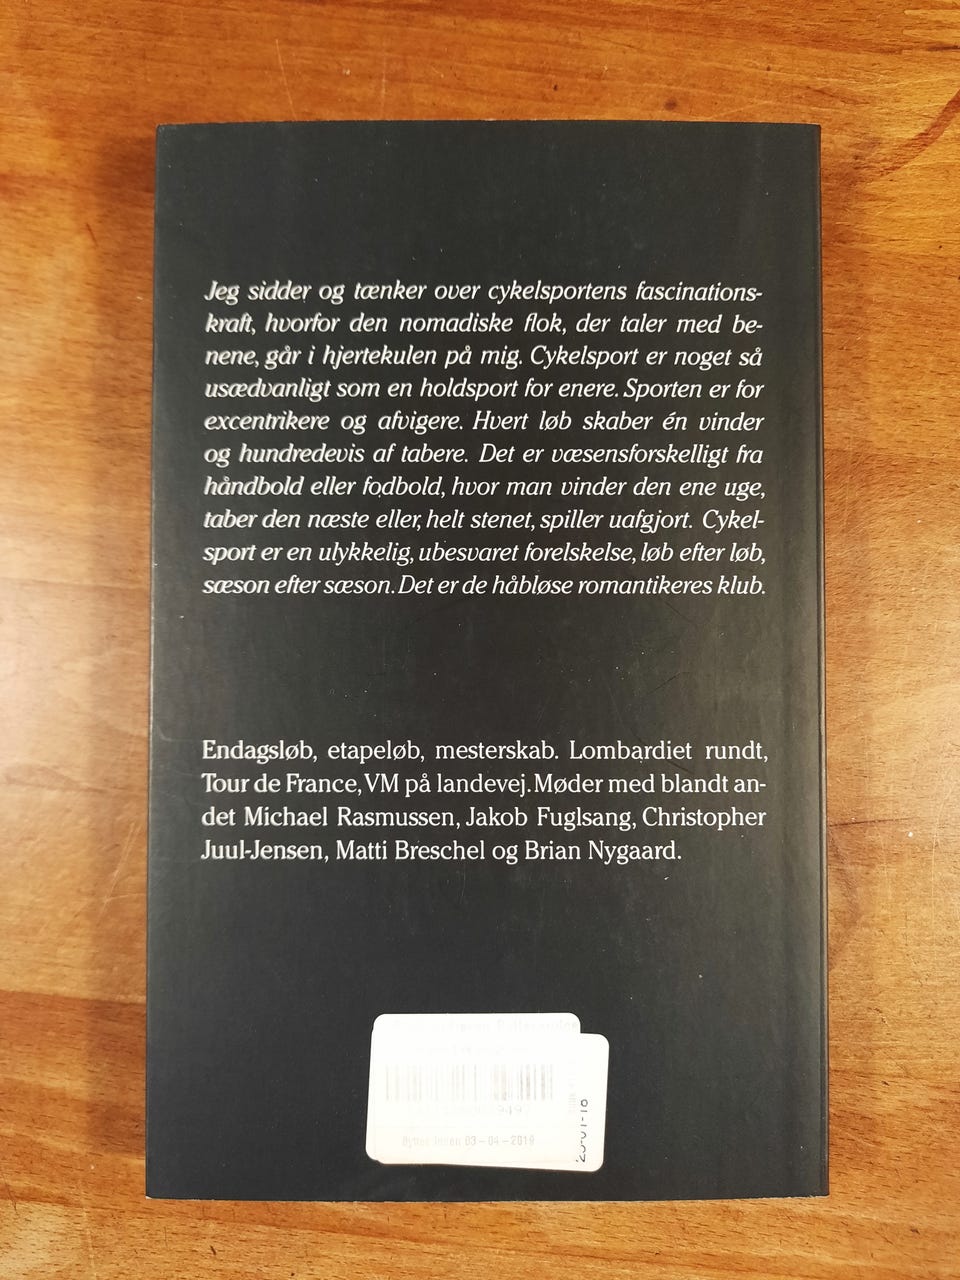 Jeg sidder og tænker over cykelsportens fascinations-
kraft, hvorfor den nomadiske flok, der taler med be-
nene, går i hjertekulen på mig. Cykelsport er noget så
usædvanligt som en holdsport for enere. Sporten er for
excentrikere og afvigere. Hvert løb skaber én vinder
og hundredevis af tabere. Det er væsensforskelligt fra
håndbold eller fodbold, hvor man vinder den ene uge,
taber den næste eller, helt stenet, spiller uafgjort. Cykel-
sport er en ulykkelig, ubesvaret forelskelse, løb efter løb,
sæson efter sæson. Det er de håbløse romantikeres klub.
Endagsløb, etapeløb, mesterskab. Lombardiet rundt,
Tour de France, VM på landevej. Møder med blandt an-
det Michael Rasmussen, Jakob Fuglsang, Christopher
Juul-Jensen, Matti Breschel og Brian Nygaard.
Byttes inden 03-04-2019